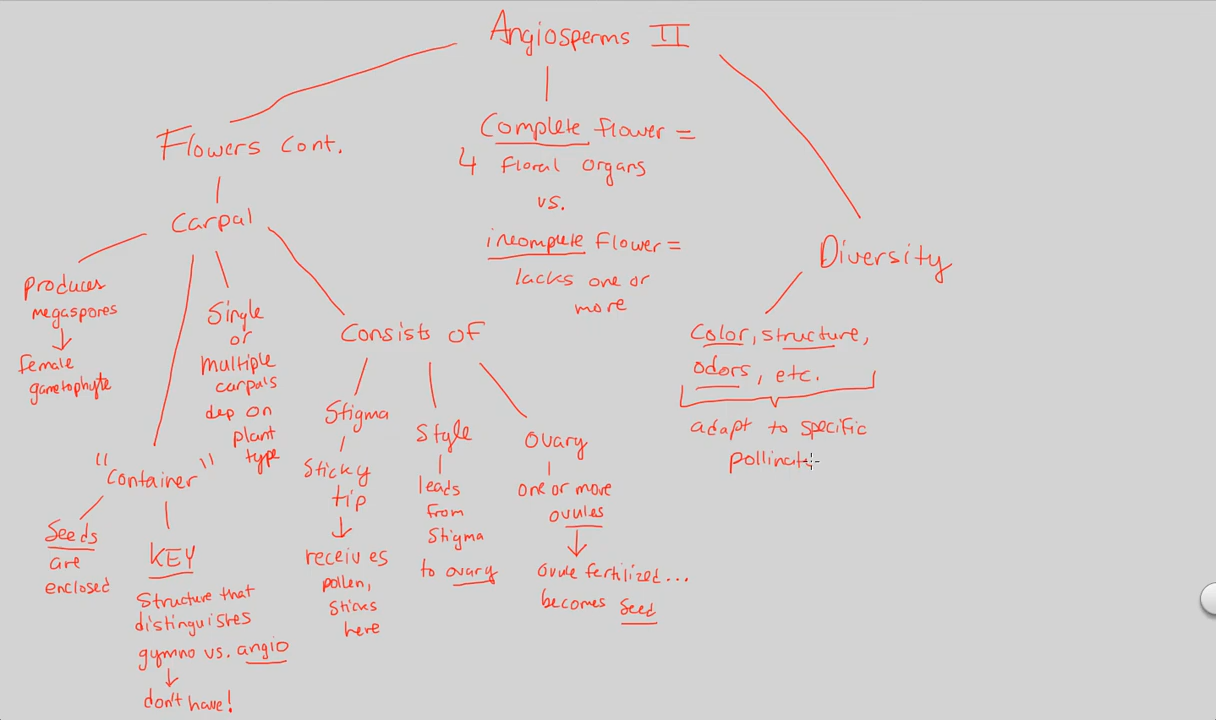 Angiosperms II
Flowers cont.
Carpal
Produces
megaspores
female
gametophyte
"Container"
Seeds
are
enclosed
KEY
Structure that
distinguishes
gymno vs. angio
don't have!
Single
or
multiple
carpals
dep on
plant
type
Consists of
Stigma
Sticky
tip
receives
pollen,
sticks
here
Style
leads
from
stigma
to ovary
Ovary
one or more
ovules
ovule fertilized...
becomes seed
Complete flower =
4 floral organs
vs.
incomplete flower =
lacks one or
more
Diversity
Color, structure,
odors, etc.
adapt to specific
pollinat